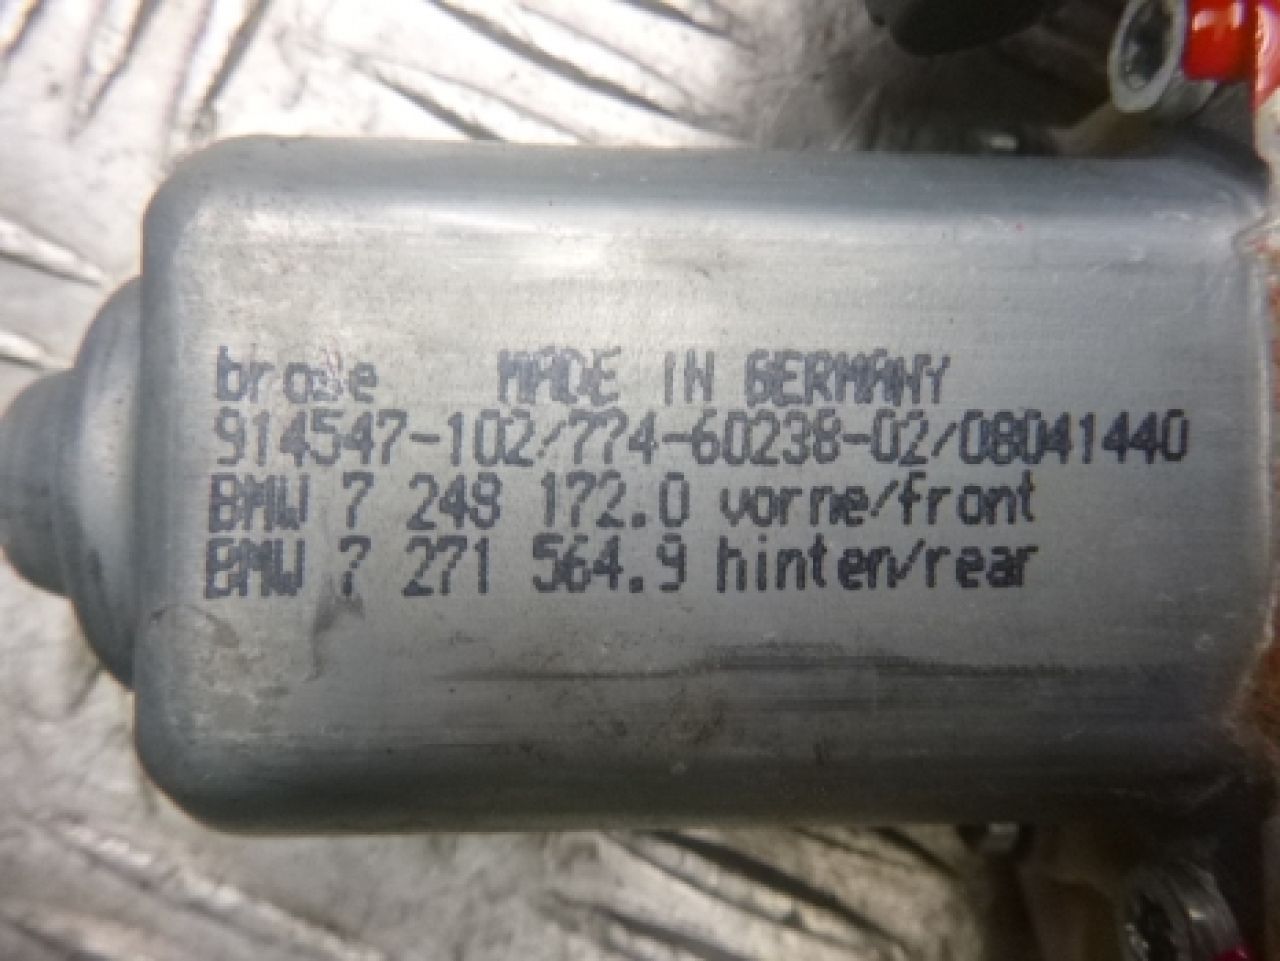 brose MADE IN GERMANY
914547-102/774-60238-02/08041440
BMW 7 248 172.0 vorne/front
BMW 7 271 564.9 hinten/rear